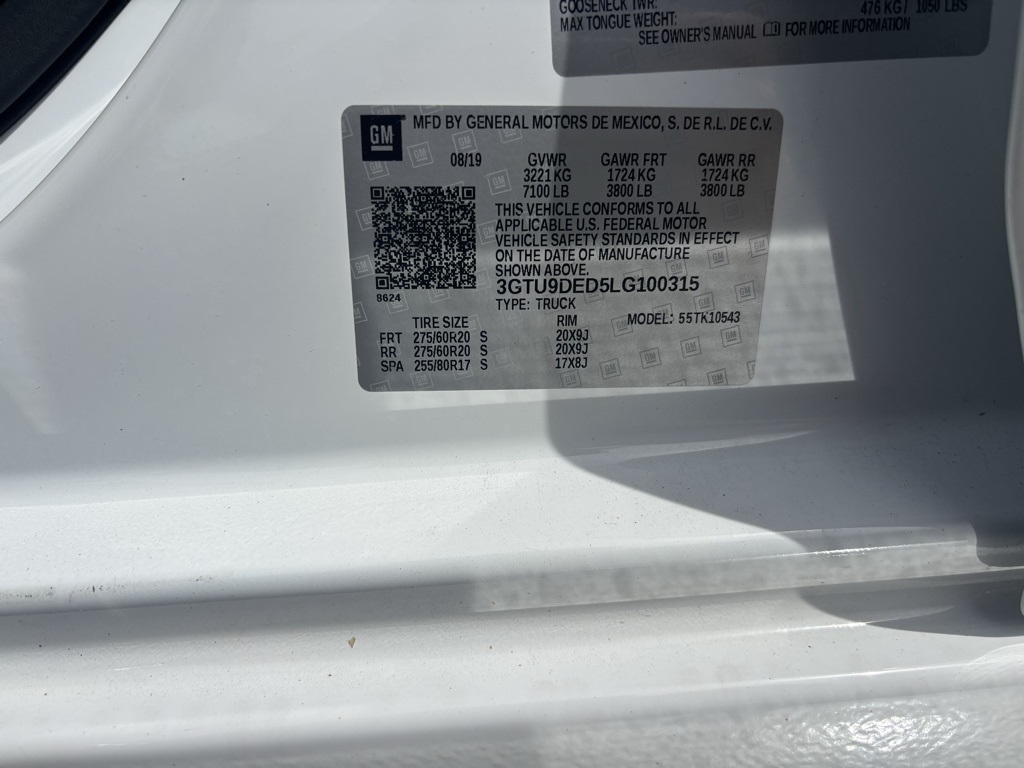 GOOSENECK TWR: 476 KG / 1050 LBS
MAX TONGUE WEIGHT:
SEE OWNER'S MANUAL FOR MORE INFORMATION
GM MFD BY GENERAL MOTORS DE MEXICO, S. DE R.L. DE C.V.
08/19 GVWR GAWR FRT GAWR RR
3221 KG 1724 KG 1724 KG
7100 LB 3800 LB 3800 LB
THIS VEHICLE CONFORMS TO ALL
APPLICABLE U.S. FEDERAL MOTOR
VEHICLE SAFETY STANDARDS IN EFFECT
ON THE DATE OF MANUFACTURE
SHOWN ABOVE.
3GTU9DED5LG100315
8624
TYPE: TRUCK MODEL: 55TK10543
TIRE SIZE RIM
FRT 275/60R20 S 20X9J
RR 275/60R20 S 20X9J
SPA 255/80R17 S 17X8J